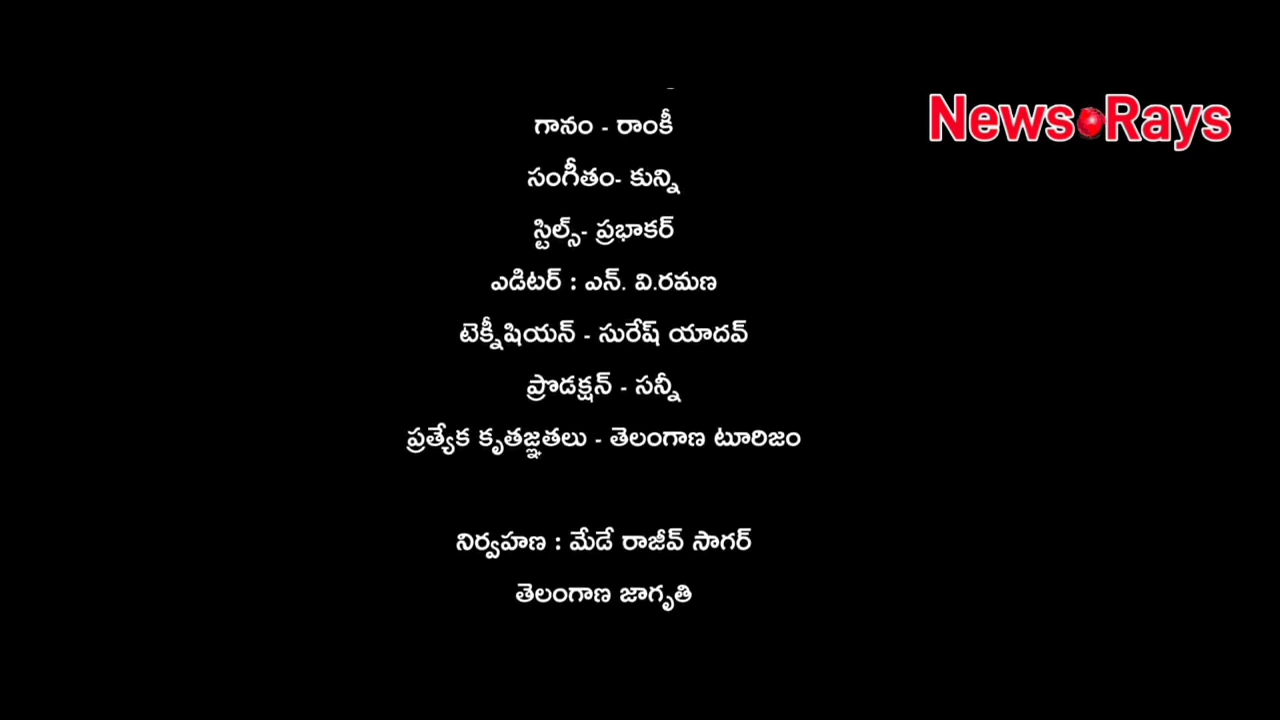 News Rays
గానం - రాంకీ
సంగీతం- కున్ని
స్టిల్స్- ప్రభాకర్
ఎడిటర్ : ఎన్. వి.రమణ
టెక్నీషియన్ - సురేష్ యాదవ్
ప్రొడక్షన్ - సన్నీ
ప్రత్యేక కృతజ్ఞతలు - తెలంగాణ టూరిజం
నిర్వహణ : మేడే రాజీవ్ సాగర్
తెలంగాణ జాగృతి